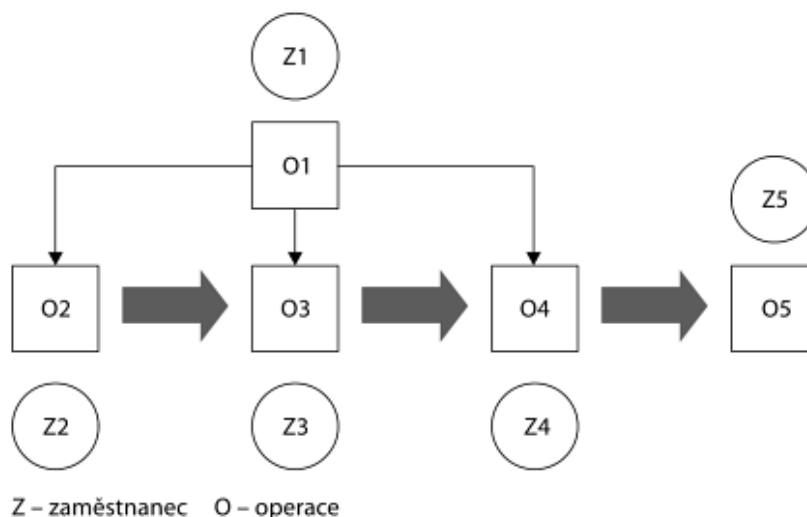 Z1
O1
Z5
O2
O3
O4
O5
Z2
Z3
Z4
Z – zaměstnanec O – operace